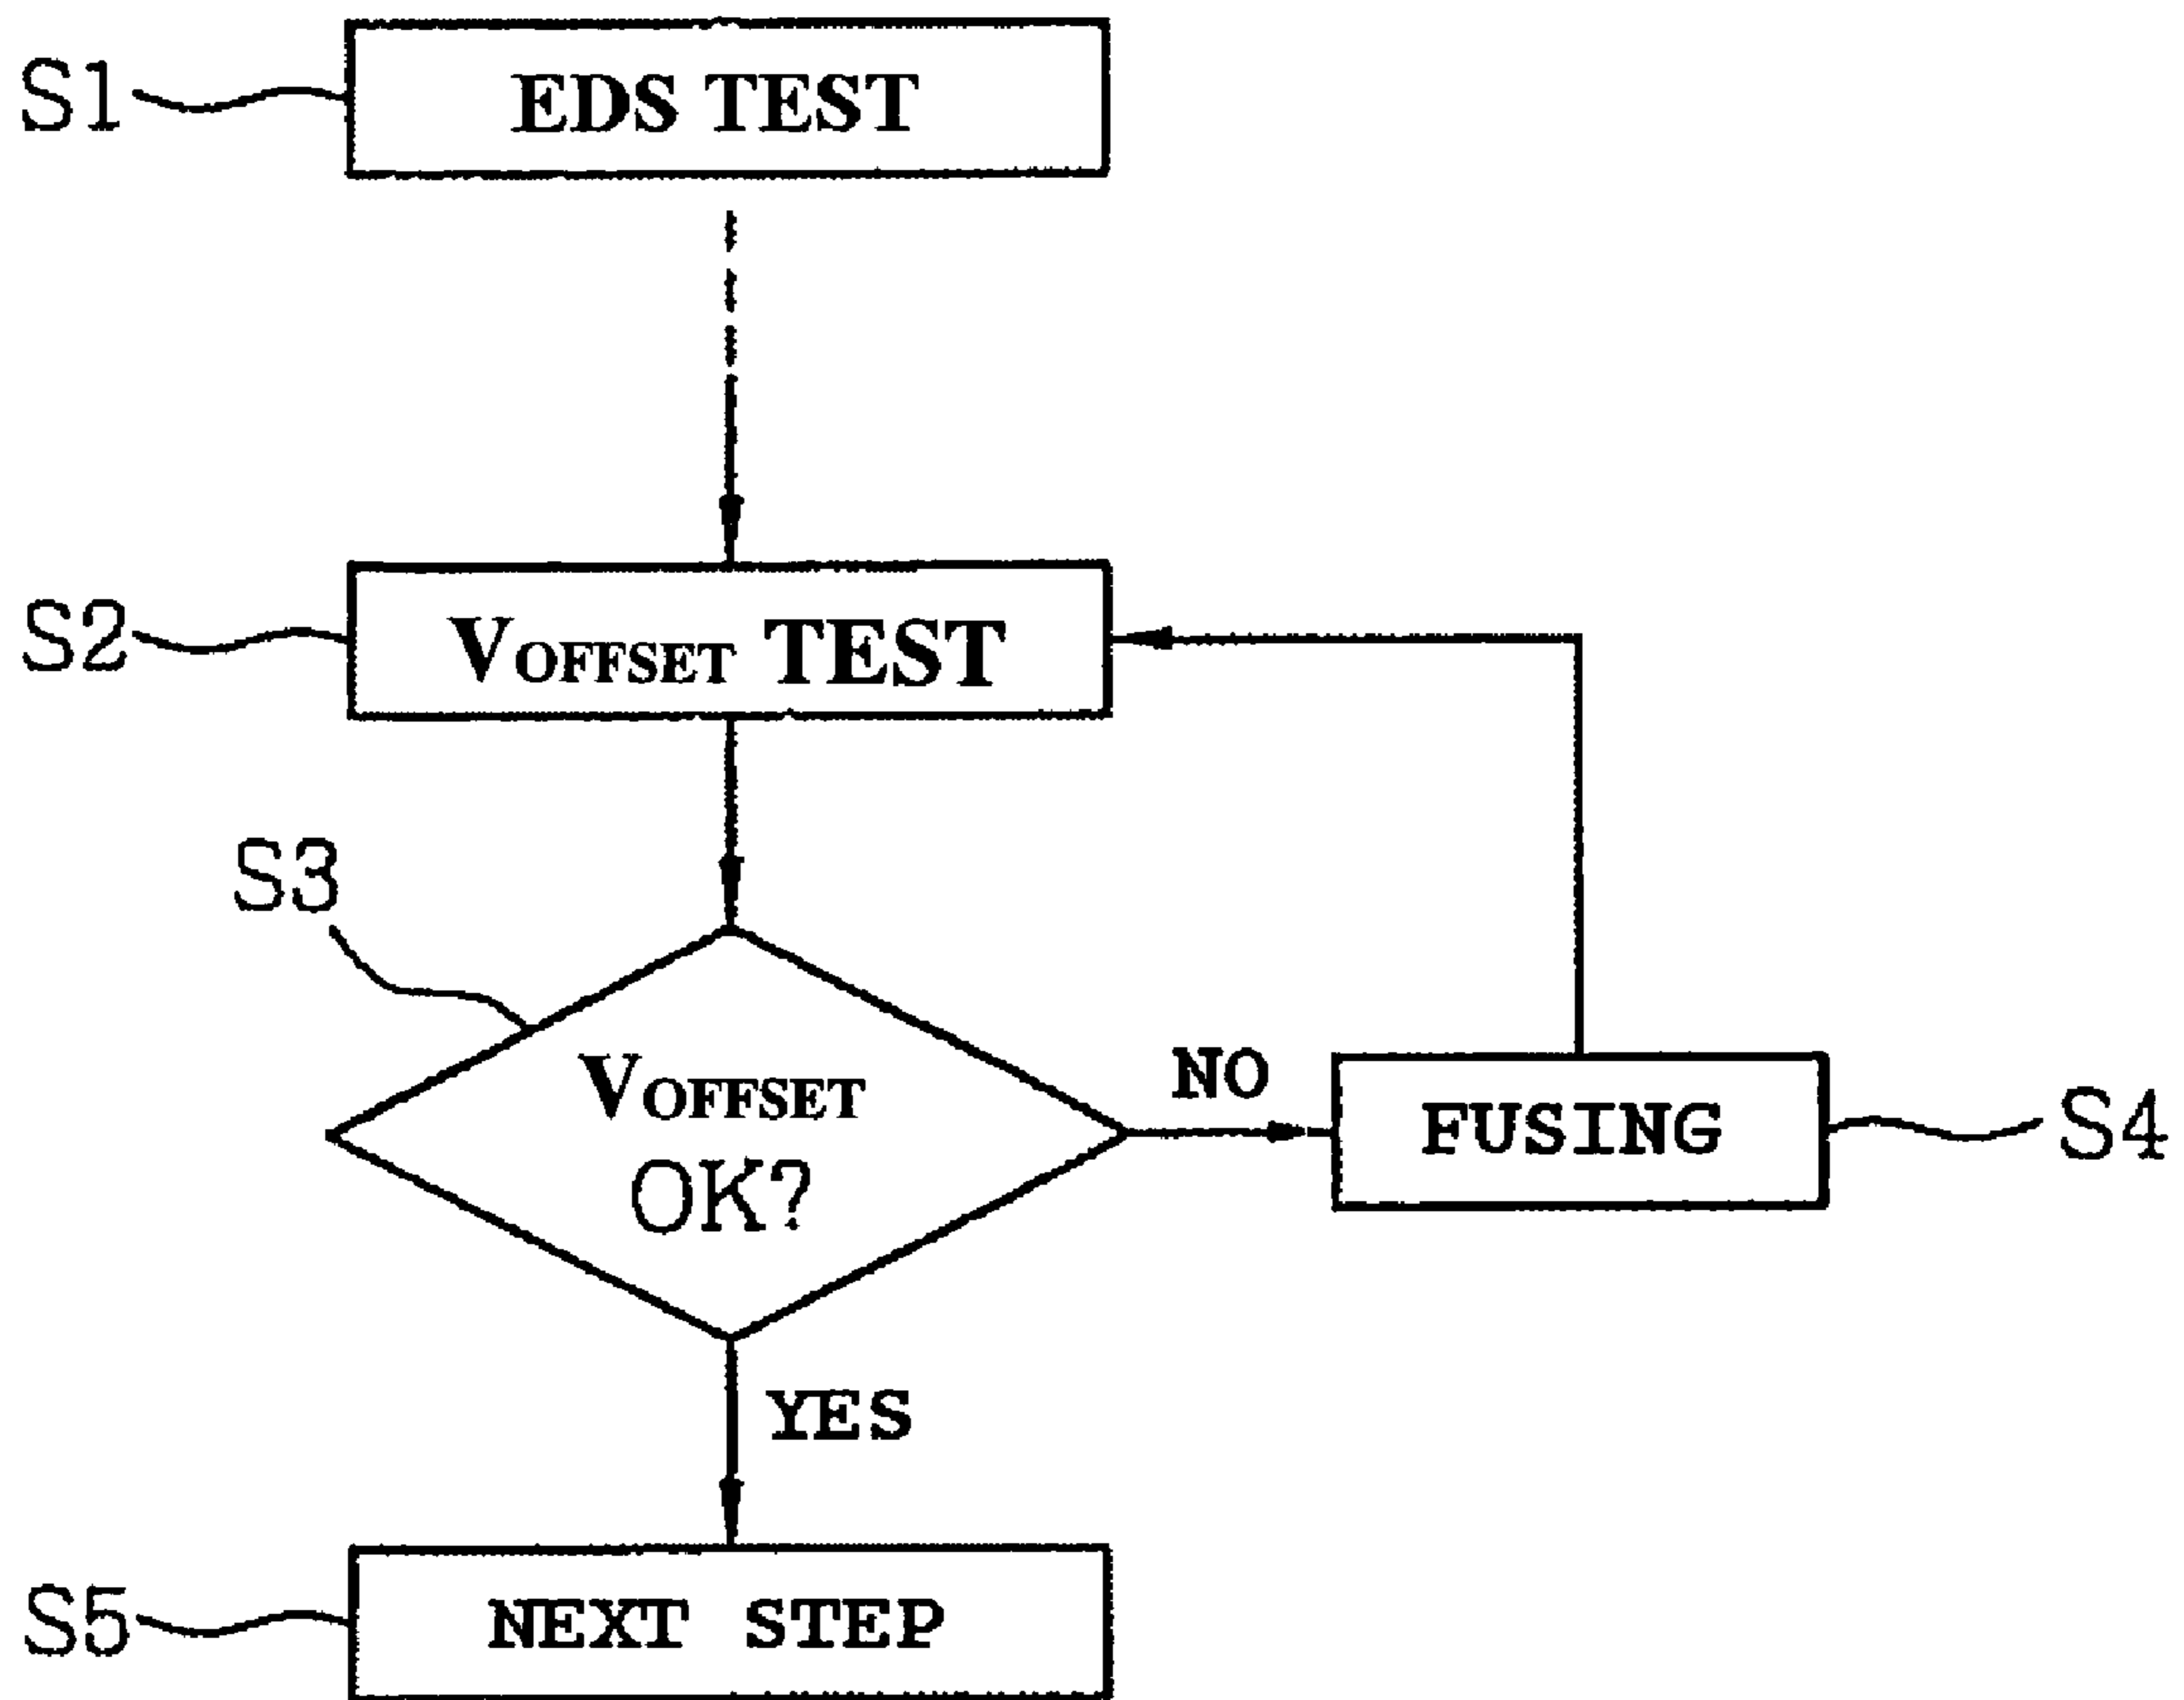 S1
EDS TEST
S2
VOFFSET TEST
S3
VOFFSET
OK?
NO
FUSING
S4
YES
S5
NEXT STEP